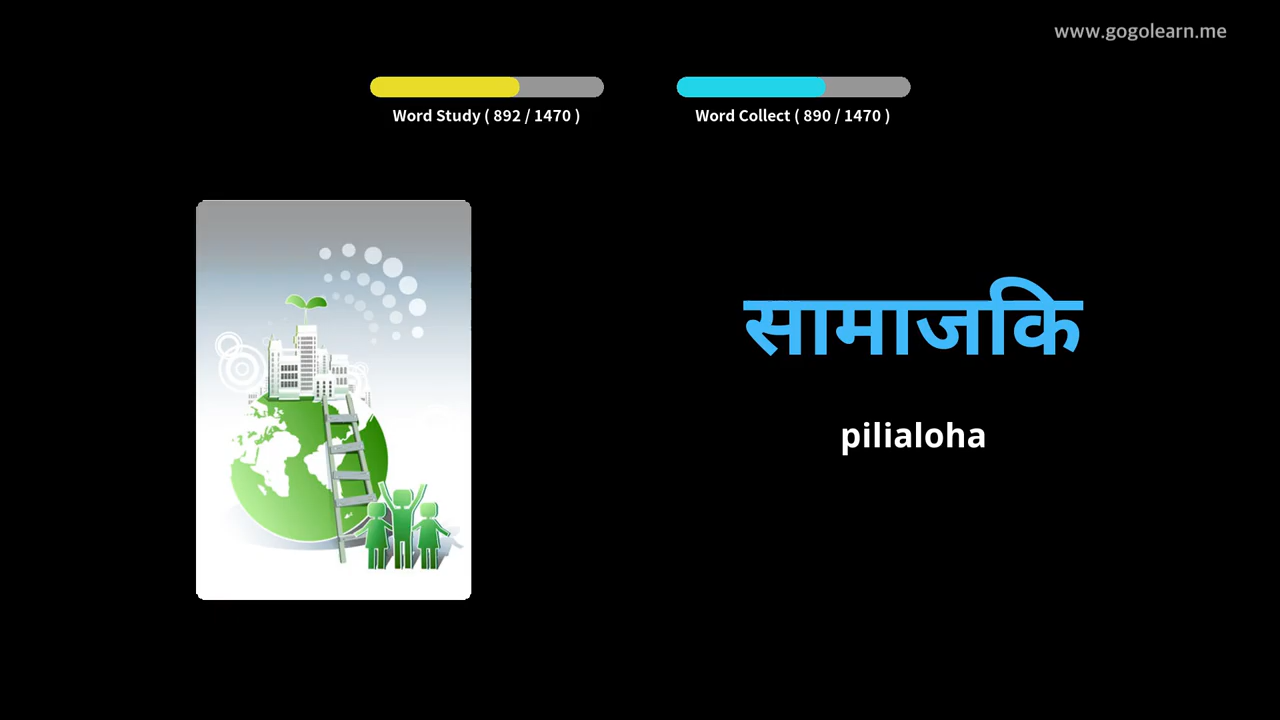 www.gogolearn.me
Word Study ( 892 / 1470 )
Word Collect ( 890 / 1470 )
सामाजकि
pilialoha